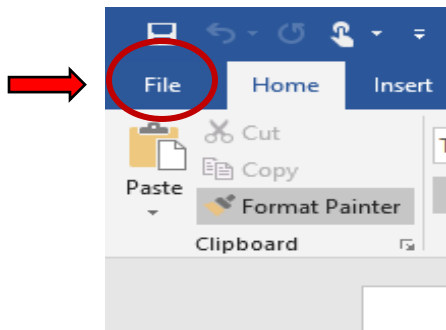 File Home Insert
Cut
Copy
Paste
Format Painter
Clipboard